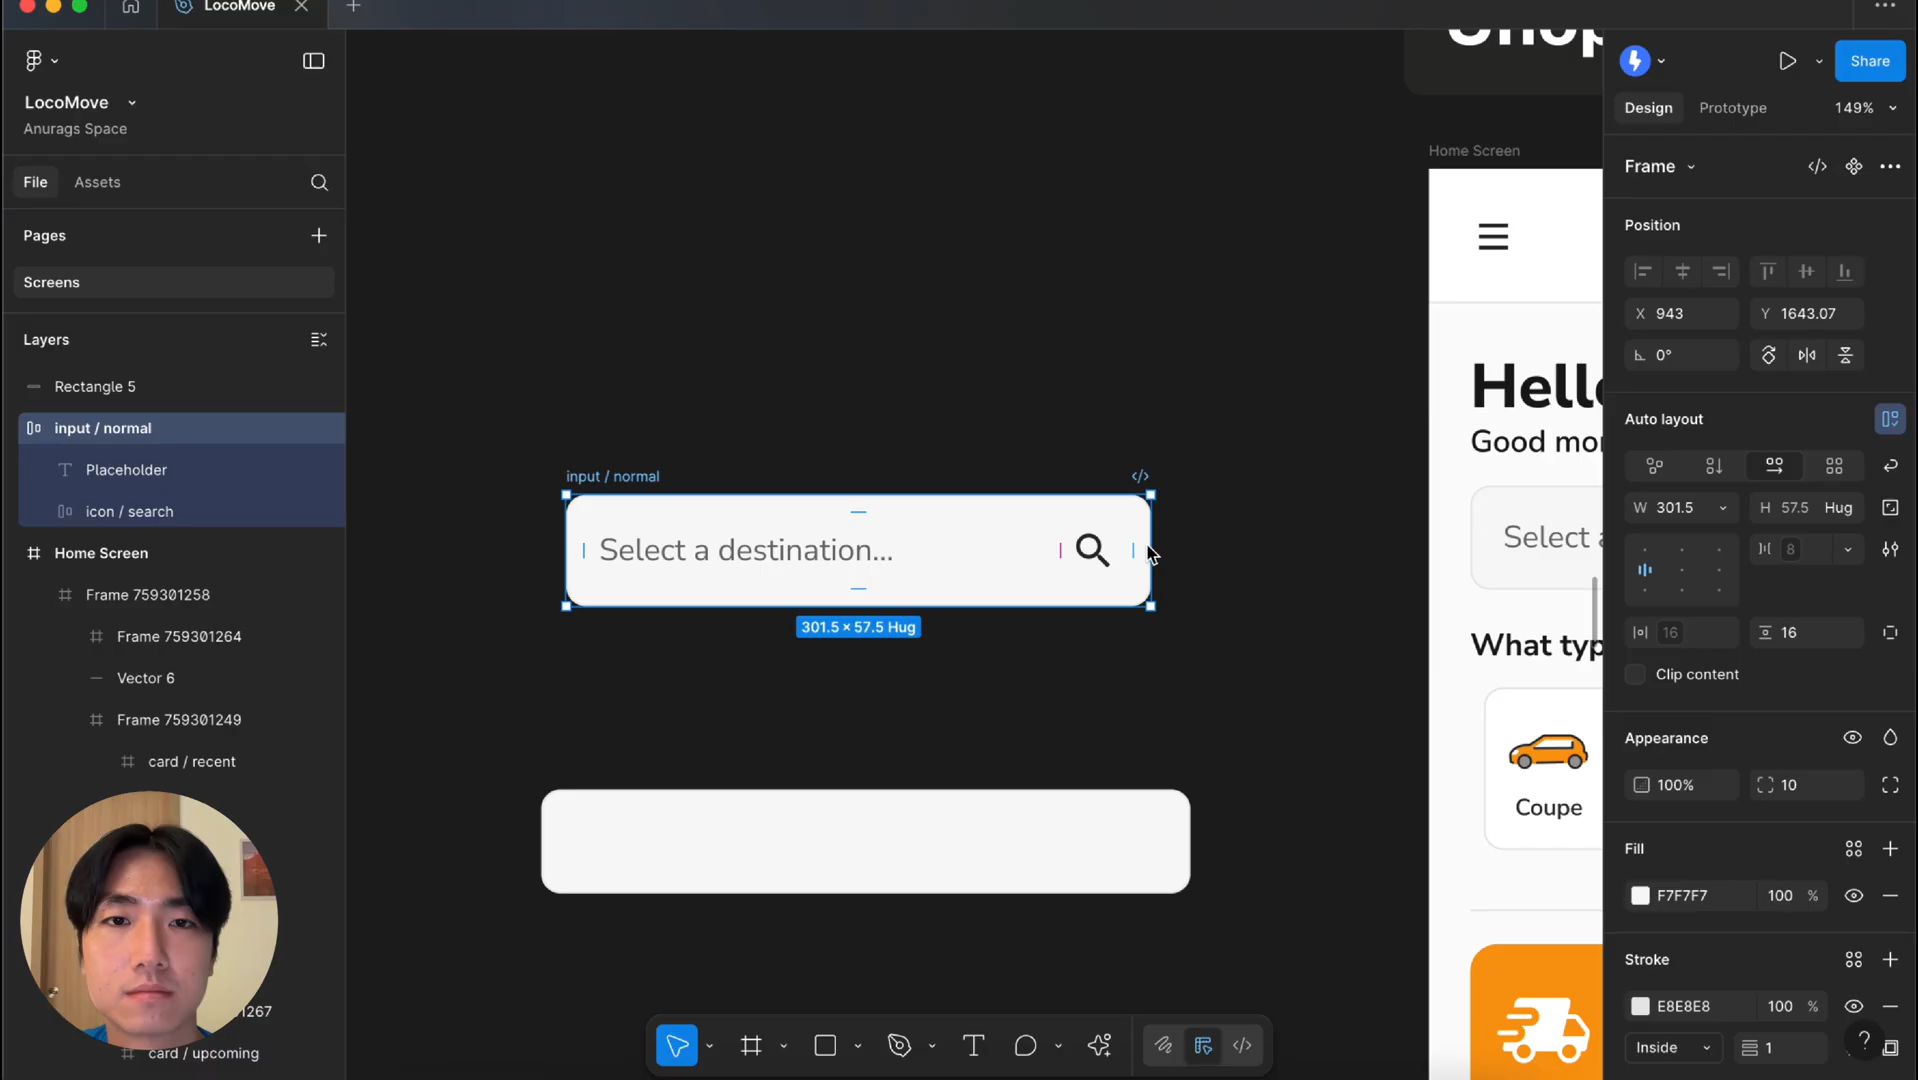 LocoMove
Share
LocoMove
Anurags Space
Design
Prototype
149%
File
Assets
Home Screen
Frame
Pages
Position
Screens
X 943
Y 1643.07
Layers
0°
Rectangle 5
Hello
Auto layout
input / normal
Good mor
Placeholder
input / normal
icon / search
W 301.5
H 57.5 Hug
Select a destination...
Select a
8
Home Screen
Frame 759301258
301.5 × 57.5 Hug
16
16
Frame 759301264
What typ
Clip content
Vector 6
Frame 759301249
Appearance
card / recent
100%
10
Coupe
Fill
F7F7F7 100 %
Stroke
E8E8E8 100 %
1267
card / upcoming
Inside
1
?